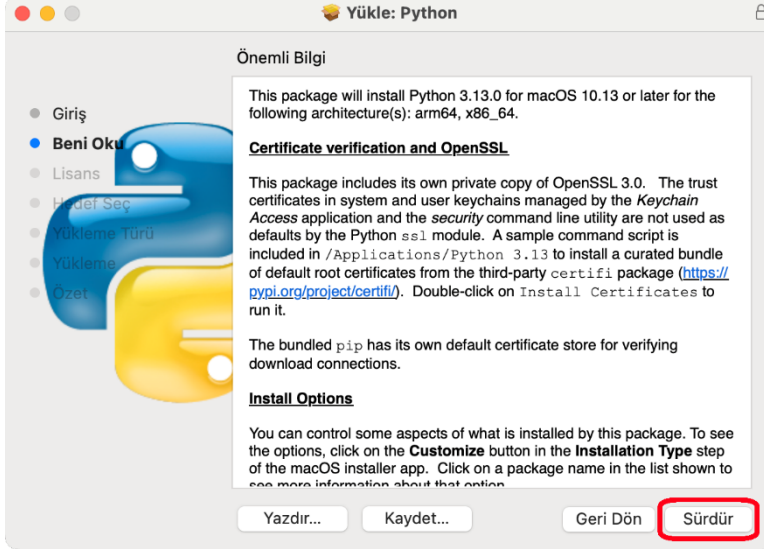 Yükle: Python
Önemli Bilgi
Giriş
Beni Oku
Lisans
Hedef Seç
Yükleme Türü
Yükleme
Özet
This package will install Python 3.13.0 for macOS 10.13 or later for the
following architecture(s): arm64, x86_64.
Certificate verification and OpenSSL
This package includes its own private copy of OpenSSL 3.0.   The trust
certificates in system and user keychains managed by the Keychain
Access application and the security command line utility are not used as
defaults by the Python ssl module.  A sample command script is
included in /Applications/Python 3.13 to install a curated bundle
of default root certificates from the third-party certifi package (https://
pypi.org/project/certifi/).  Double-click on Install Certificates to
run it.
The bundled pip has its own default certificate store for verifying
download connections.
Install Options
You can control some aspects of what is installed by this package. To see
the options, click on the Customize button in the Installation Type step
of the macOS installer app.  Click on a package name in the list shown to
see more information about that option
Yazdır...
Kaydet...
Geri Dön
Sürdür